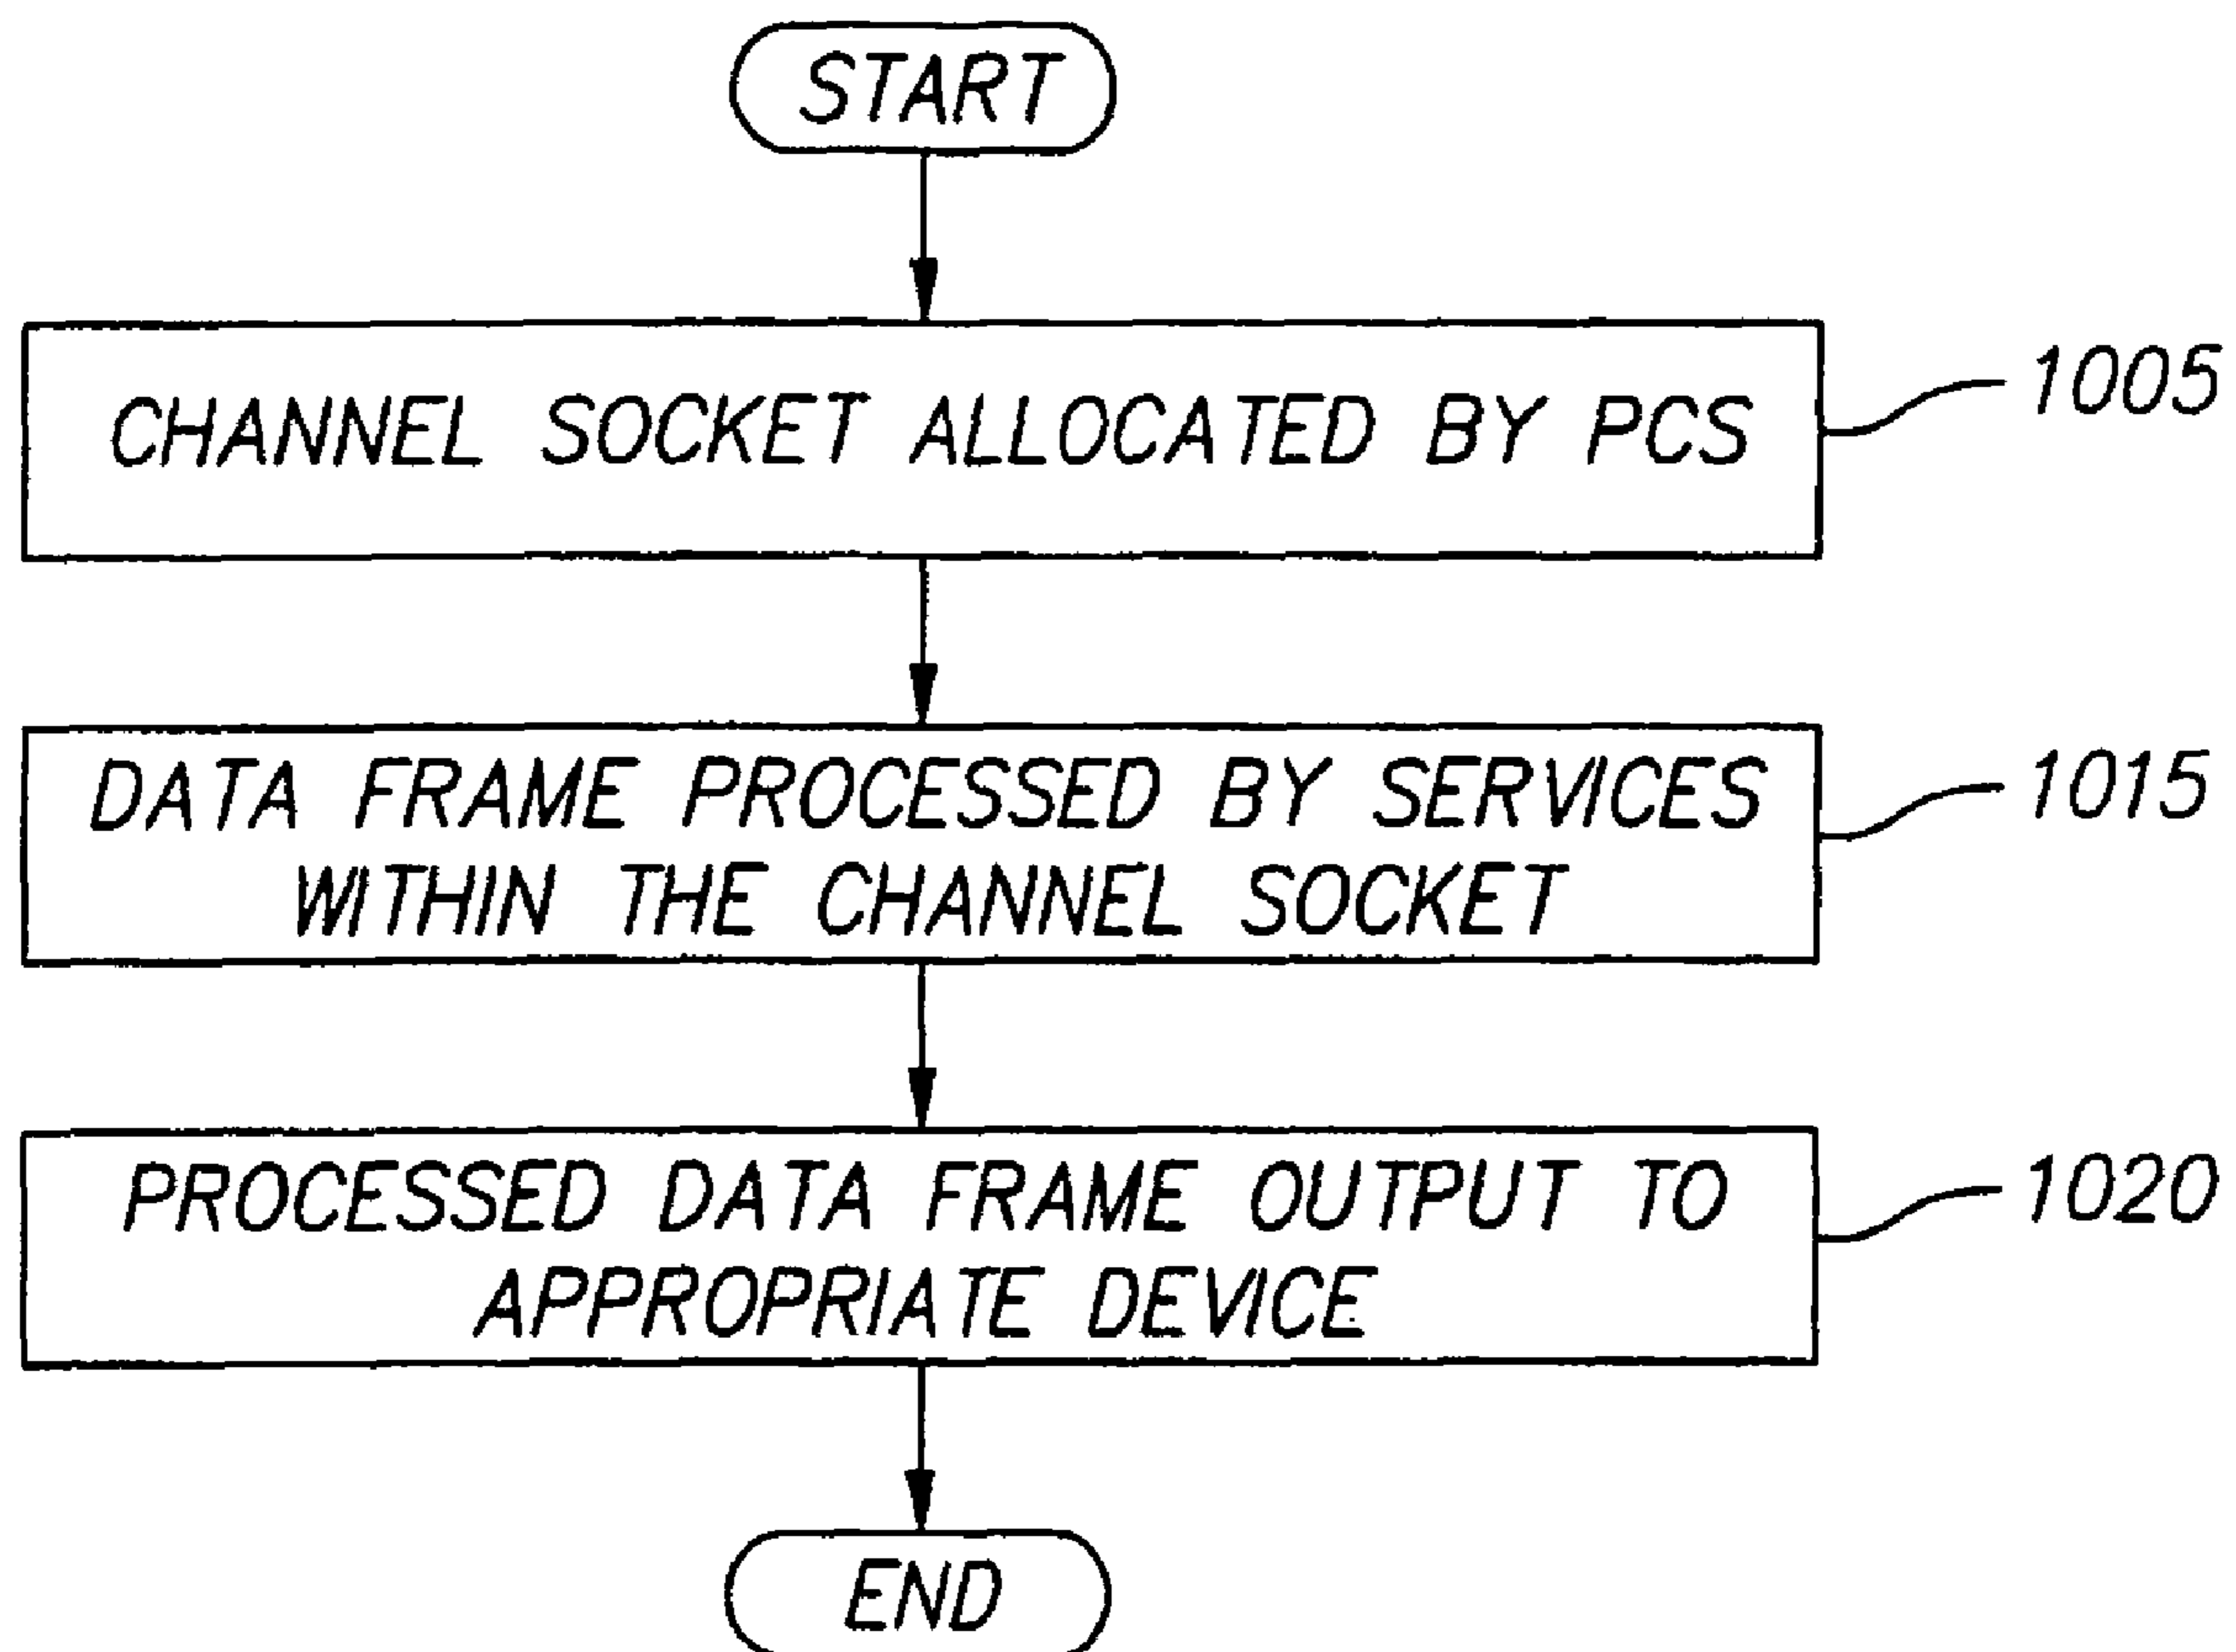 START
CHANNEL SOCKET ALLOCATED BY PCS
1005
DATA FRAME PROCESSED BY SERVICES
WITHIN THE CHANNEL SOCKET
1015
PROCESSED DATA FRAME OUTPUT TO
APPROPRIATE DEVICE
1020
END